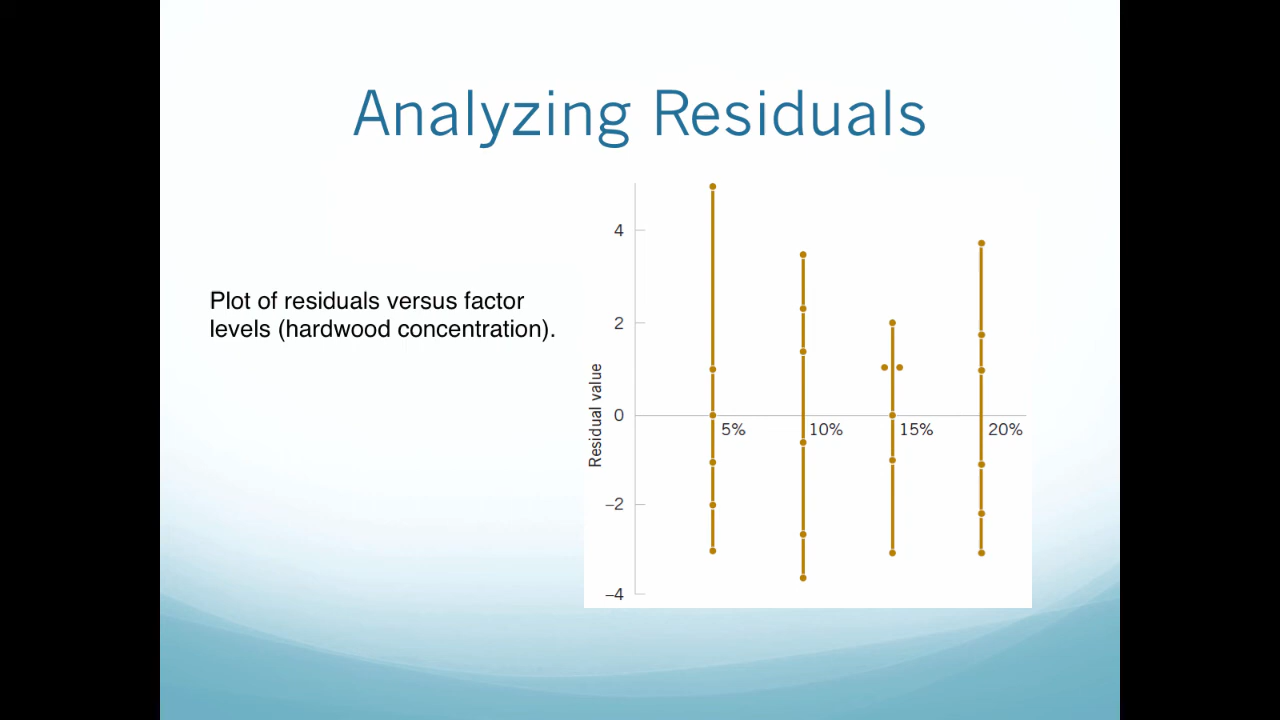 Analyzing Residuals
Plot of residuals versus factor
levels (hardwood concentration).
Residual value
4
2
0
–2
–4
5%
10%
15%
20%